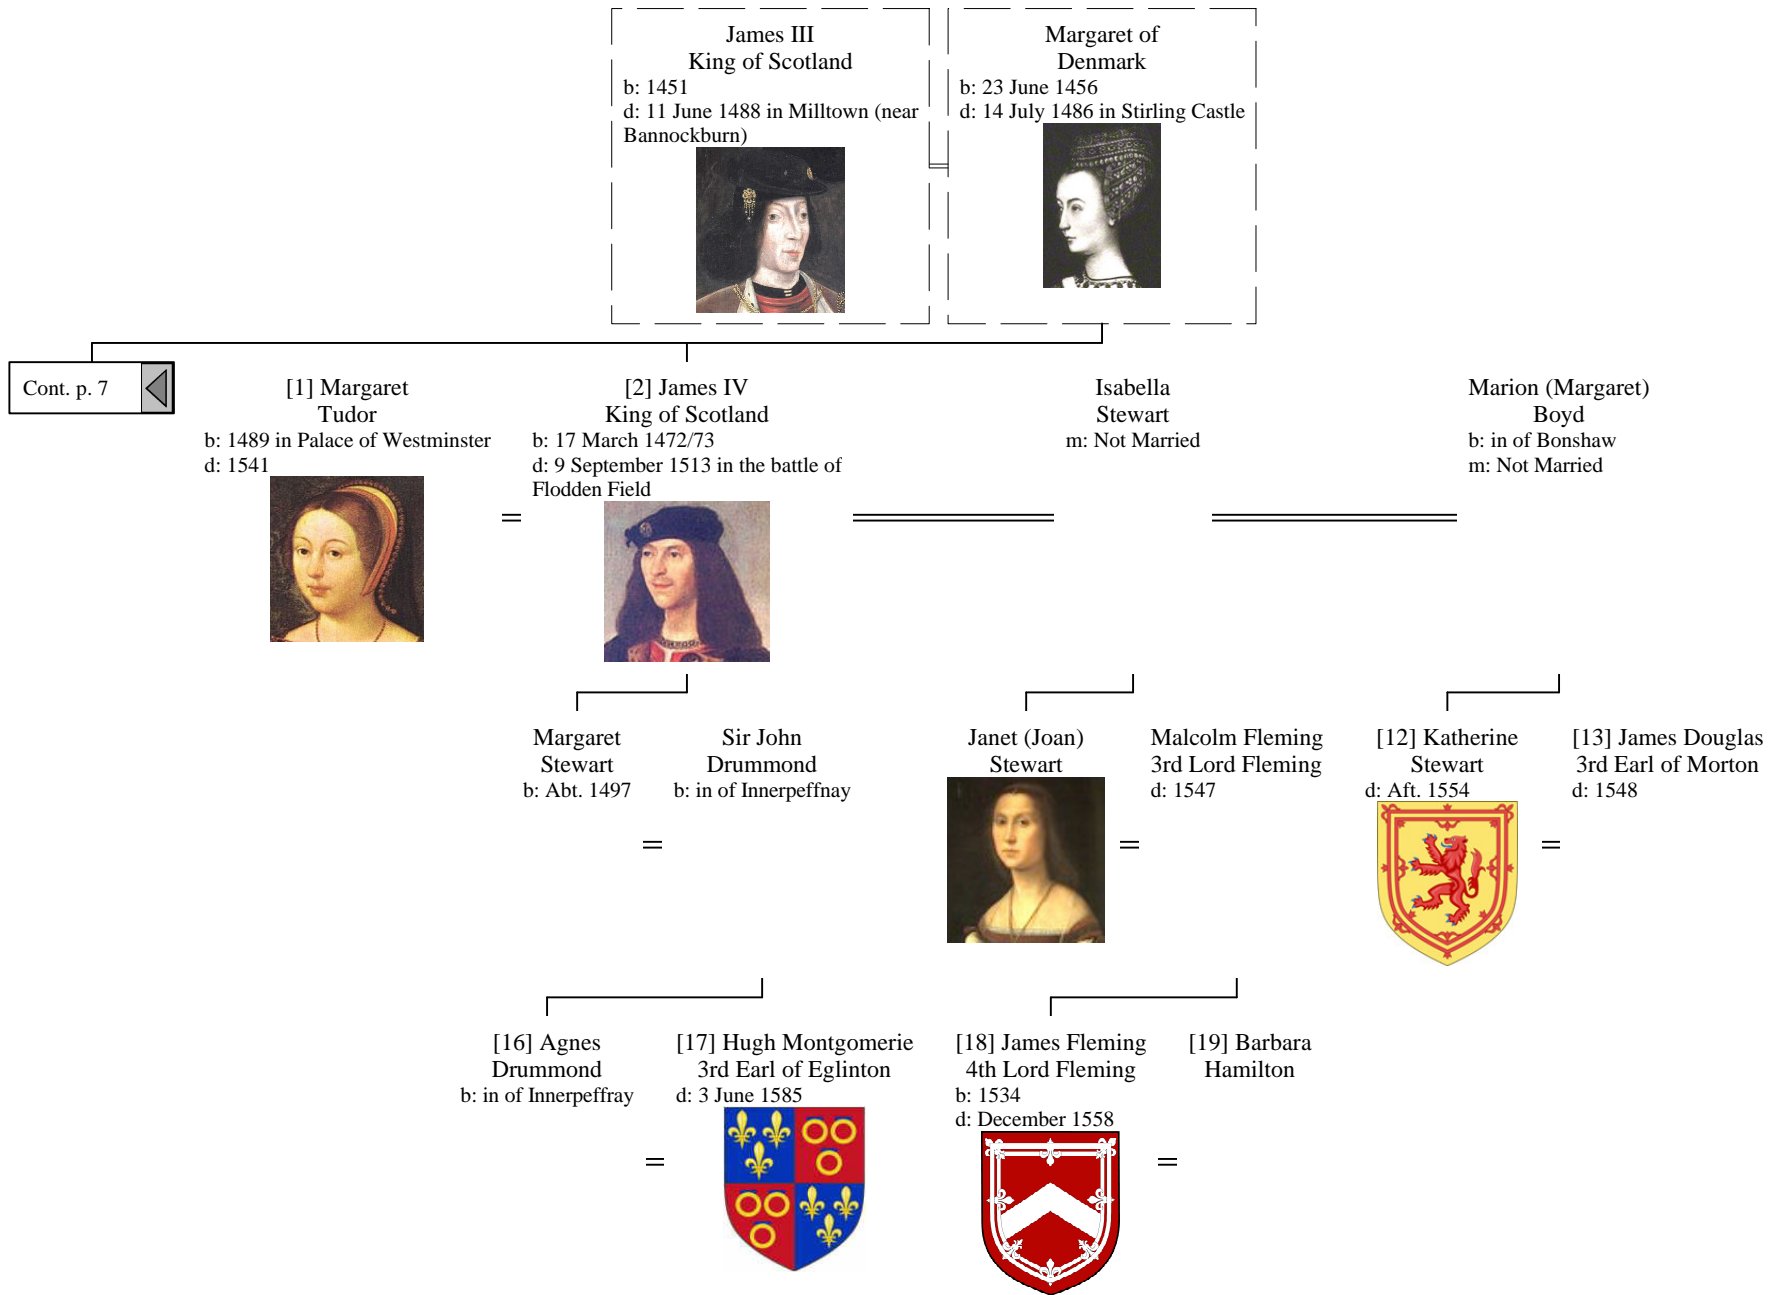 James III
King of Scotland
b: 1451
d: 11 June 1488 in Milltown (near
Bannockburn)
Margaret of
Denmark
b: 23 June 1456
d: 14 July 1486 in Stirling Castle
Cont. p. 7
[1] Margaret
Tudor
b: 1489 in Palace of Westminster
d: 1541
[2] James IV
King of Scotland
b: 17 March 1472/73
d: 9 September 1513 in the battle of
Flodden Field
Isabella
Stewart
m: Not Married
Marion (Margaret)
Boyd
b: in of Bonshaw
m: Not Married
Margaret
Stewart
b: Abt. 1497
Sir John
Drummond
b: in of Innerpeffnay
Janet (Joan)
Stewart
Malcolm Fleming
3rd Lord Fleming
d: 1547
[12] Katherine
Stewart
d: Aft. 1554
[13] James Douglas
3rd Earl of Morton
d: 1548
[16] Agnes
Drummond
b: in of Innerpeffray
[17] Hugh Montgomerie
3rd Earl of Eglinton
d: 3 June 1585
[18] James Fleming
4th Lord Fleming
b: 1534
d: December 1558
[19] Barbara
Hamilton